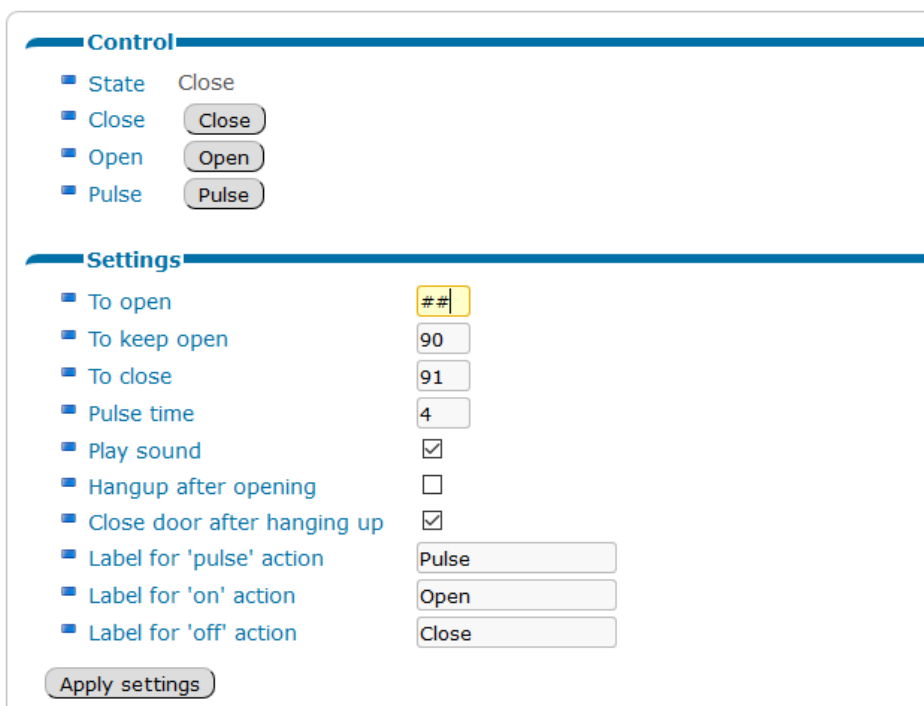 Control
State Close
Close Close
Open Open
Pulse Pulse
Settings
To open ##
To keep open 90
To close 91
Pulse time 4
Play sound
Hangup after opening
Close door after hanging up
Label for 'pulse' action Pulse
Label for 'on' action Open
Label for 'off' action Close
Apply settings